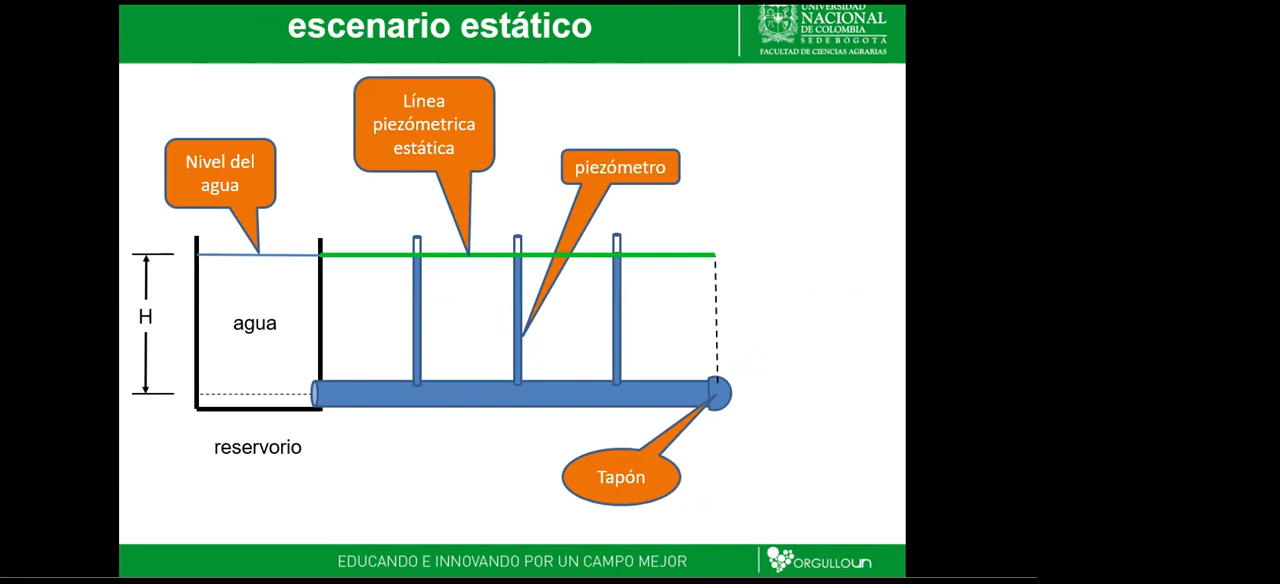 escenario estático
UNIVERSIDAD
NACIONAL
DE COLOMBIA
SEDE BOGOTÁ
FACULTAD DE CIENCIAS AGRARIAS
Línea
piezómetrica
estática
Nivel del
agua
piezómetro
H
agua
reservorio
Tapón
EDUCANDO E INNOVANDO POR UN CAMPO MEJOR
ORGULLOUN